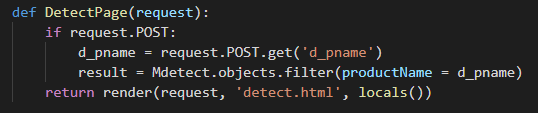 def DetectPage(request):
    if request.POST:
        d_pname = request.POST.get('d_pname')
        result = Mdetect.objects.filter(productName = d_pname)
    return render(request, 'detect.html', locals())